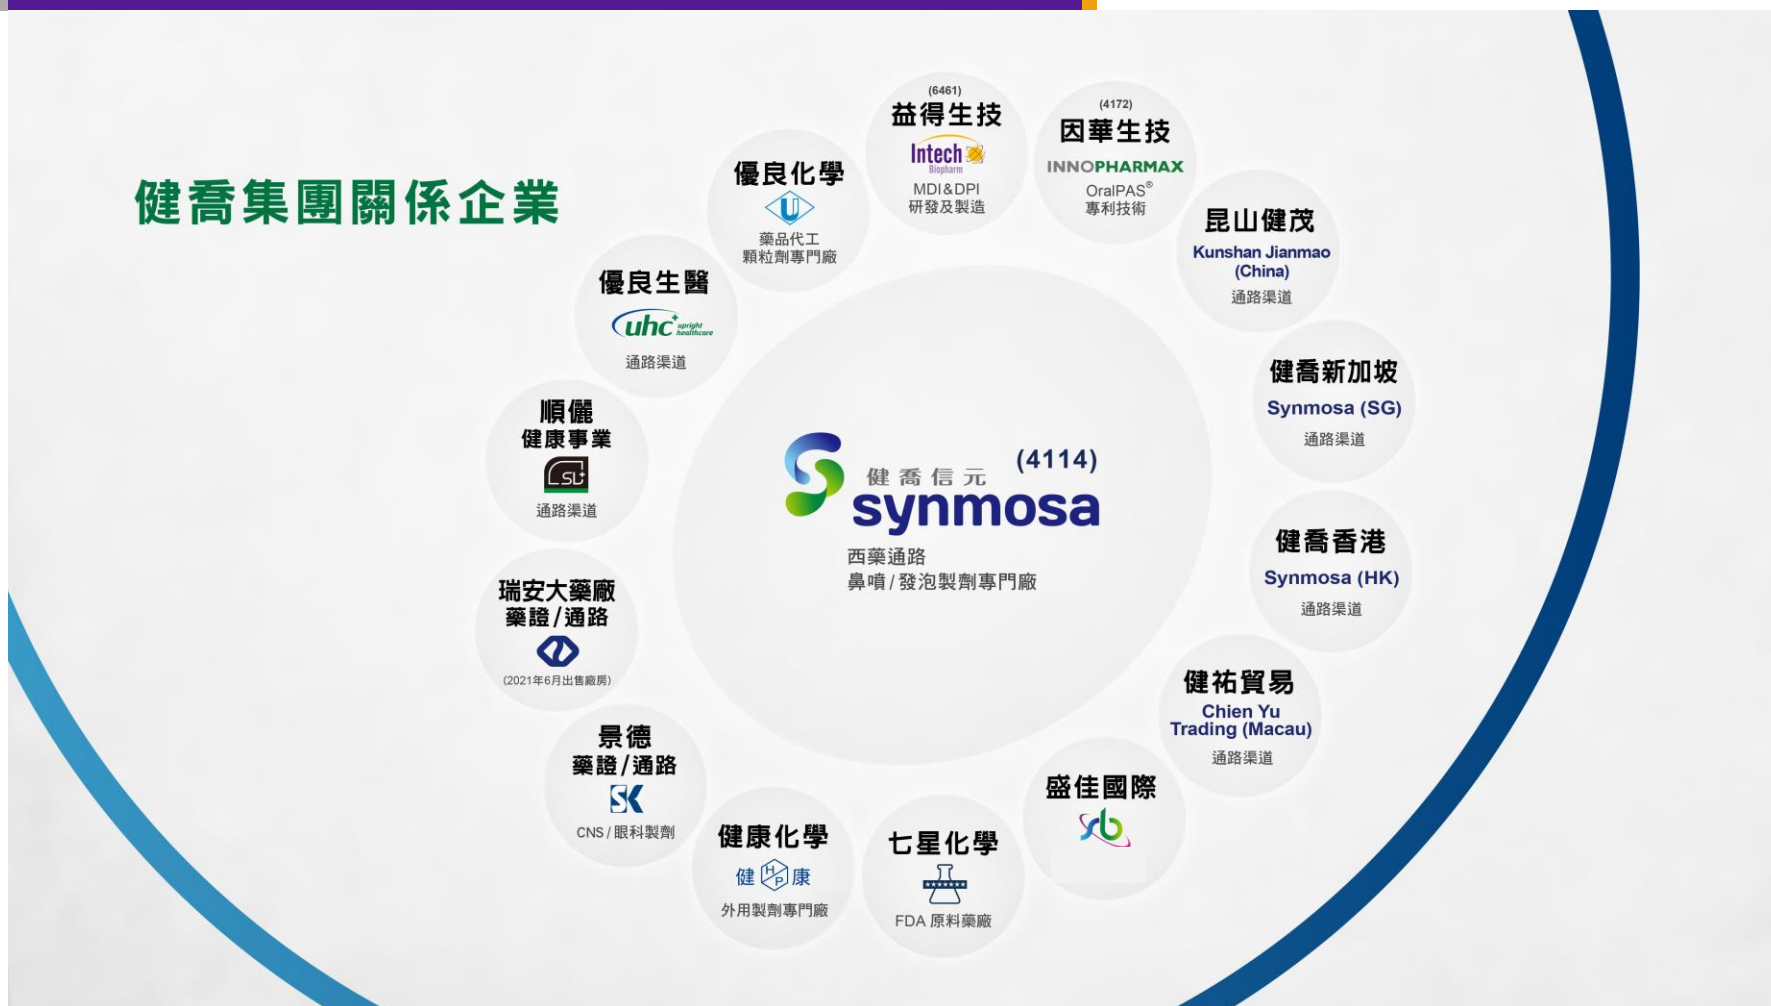 健喬集團關係企業
(6461)
益得生技
Intech
Biopharm
MDI&DPI
研發及製造
(4172)
因華生技
INNOPHARMAX
OralPAS®
專利技術
昆山健茂
Kunshan Jianmao
(China)
通路渠道
健喬新加坡
Synmosa (SG)
通路渠道
健喬香港
Synmosa (HK)
通路渠道
健祐貿易
Chien Yu
Trading (Macau)
通路渠道
盛佳國際
七星化學
FDA 原料藥廠
健康化學
健 HP 康
外用製劑專門廠
景德
藥證/通路
SK
CNS/眼科製劑
瑞安大藥廠
藥證/通路
(2021年6月出售廠房)
順儷
健康事業
SL+
通路渠道
優良生醫
uhc+ upright
healthcare
通路渠道
優良化學
U
藥品代工
顆粒劑專門廠
健喬信元 (4114)
synmosa
西藥通路
鼻噴/發泡製劑專門廠